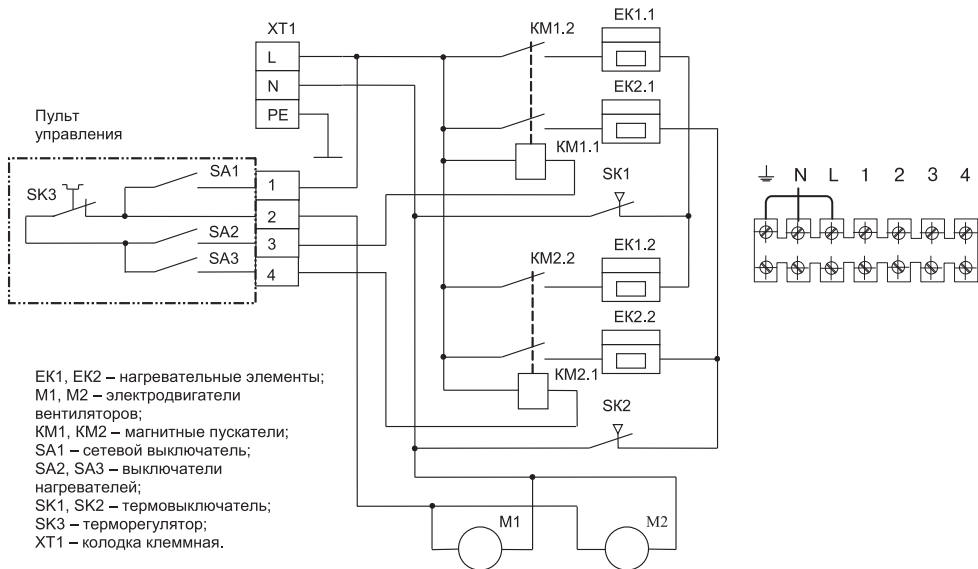 XT1
L
N
PE
Пульт
управления
SK3
SA1
SA2
SA3
1
2
3
4
KM1.2
EK1.1
EK2.1
KM1.1
SK1
KM2.2
EK1.2
EK2.2
KM2.1
SK2
M1
M2
N L 1 2 3 4
EK1, EK2 – нагревательные элементы;
M1, M2 – электродвигатели
вентиляторов;
KM1, KM2 – магнитные пускатели;
SA1 – сетевой выключатель;
SA2, SA3 – выключатели
нагревателей;
SK1, SK2 – термовыключатель;
SK3 – терморегулятор;
XT1 – колодка клеммная.